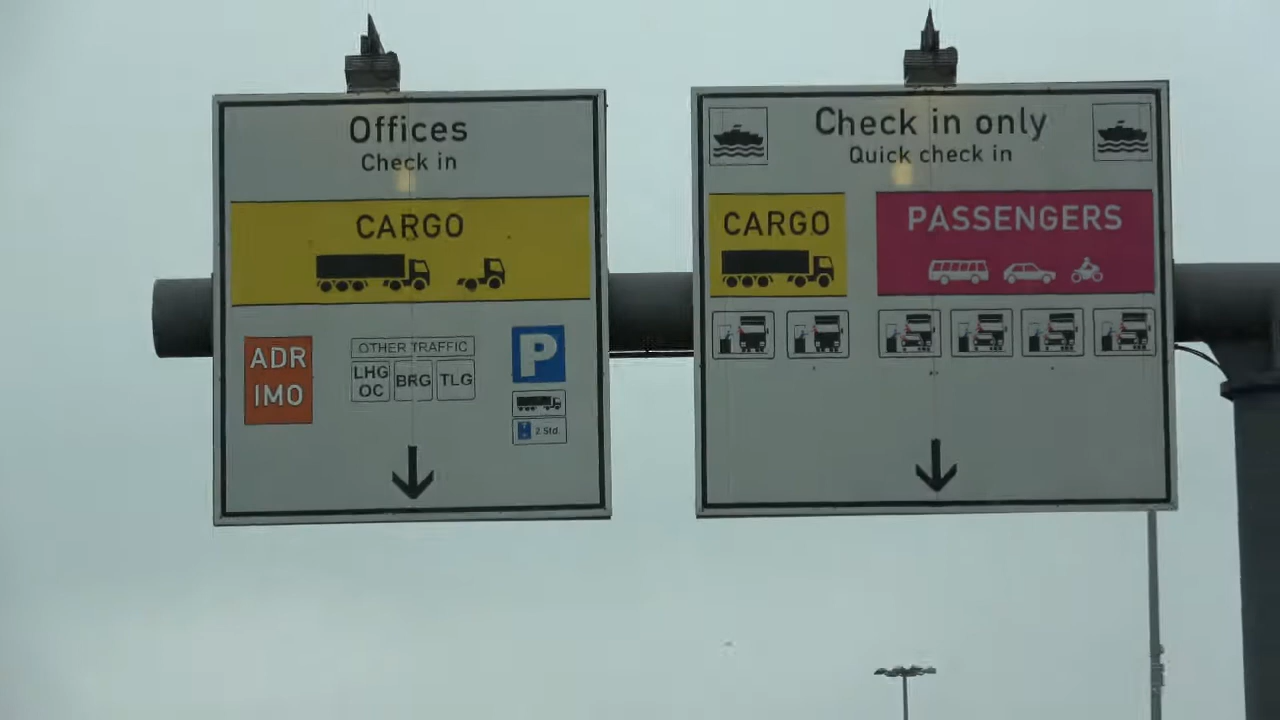 Offices
Check in
CARGO
ADR
IMO
OTHER TRAFFIC
LHG
OC
BRG
TLG
P
2 Std.
Check in only
Quick check in
CARGO
PASSENGERS